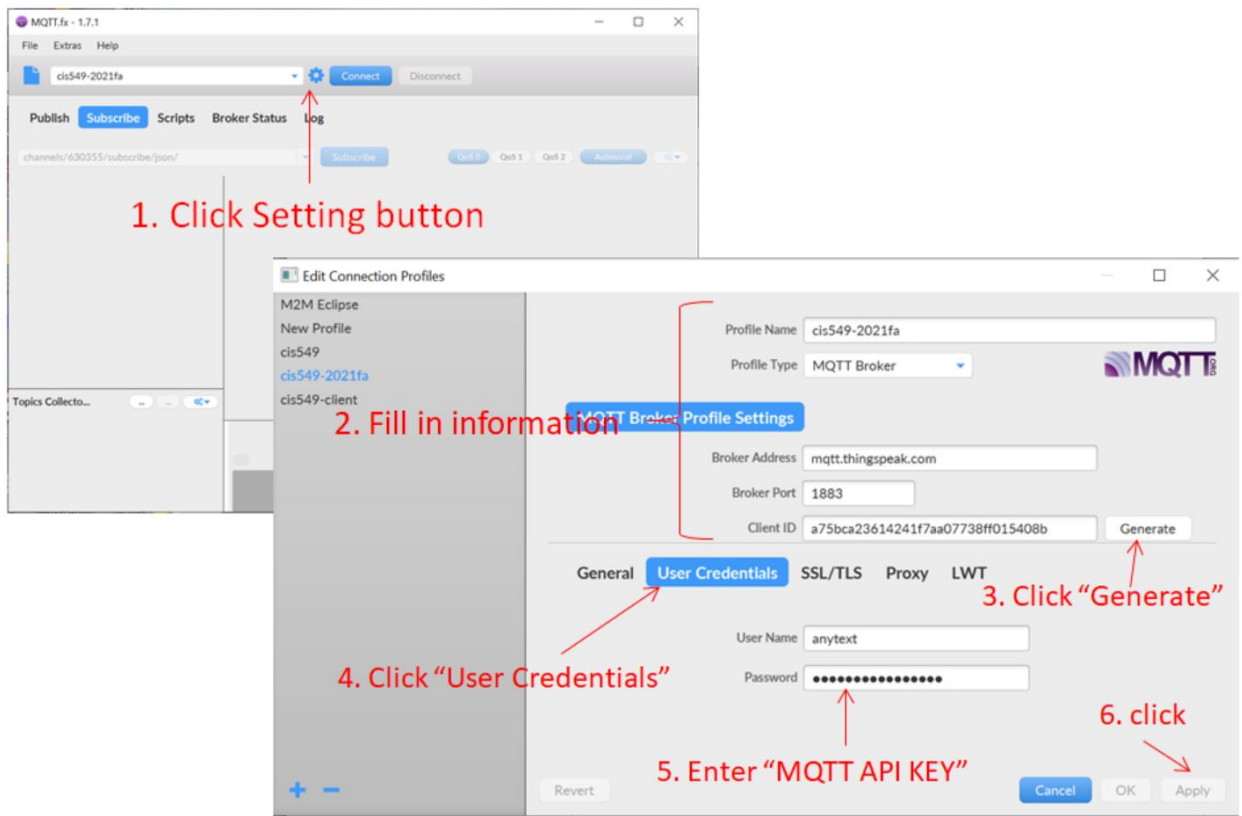 MQTT.fx - 1.7.1
File Extras Help
cis549-2021fa Connect Disconnect
Publish Subscribe Scripts Broker Status Log
channels/630355/subscribe/json/ Subscribe QoS 0 QoS 1 QoS 2 Autoscroll
1. Click Setting button
Topics Collecto...
Edit Connection Profiles
M2M Eclipse
New Profile
cis549
cis549-2021fa
cis549-client
Profile Name cis549-2021fa
Profile Type MQTT Broker
MQTT.ORG
2. Fill in information
MQTT Broker Profile Settings
Broker Address mqtt.thingspeak.com
Broker Port 1883
Client ID a75bca23614241f7aa07738ff015408b Generate
General User Credentials SSL/TLS Proxy LWT
3. Click “Generate”
User Name anytext
4. Click “User Credentials”
Password
6. click
5. Enter “MQTT API KEY”
Revert Cancel OK Apply